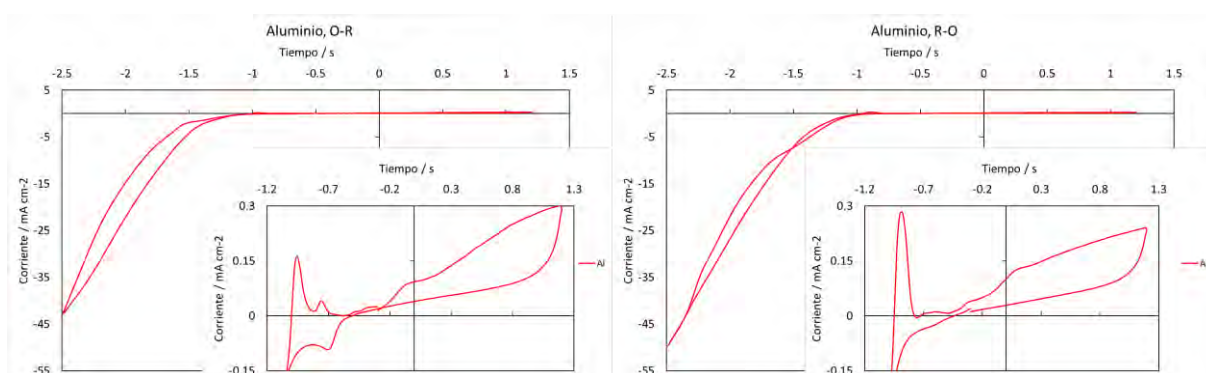 Aluminio, O-R
Tiempo / s
-2.5 -2 -1.5 -1 -0.5 0 0.5 1 1.5
5
-5
-15
-25
-35
-45
-55
Corriente / mA cm-2
Tiempo / s
-1.2 -0.7 -0.2 0.3 0.8 1.3
0.3
0.15
0
-0.15
Corriente / mA cm-2
Al
Aluminio, R-O
Tiempo / s
-2.5 -2 -1.5 -1 -0.5 0 0.5 1 1.5
5
-5
-15
-25
-35
-45
-55
Corriente / mA cm-2
Tiempo / s
-1.2 -0.7 -0.2 0.3 0.8 1.3
0.3
0.15
0
-0.15
Corriente / mA cm-2
A